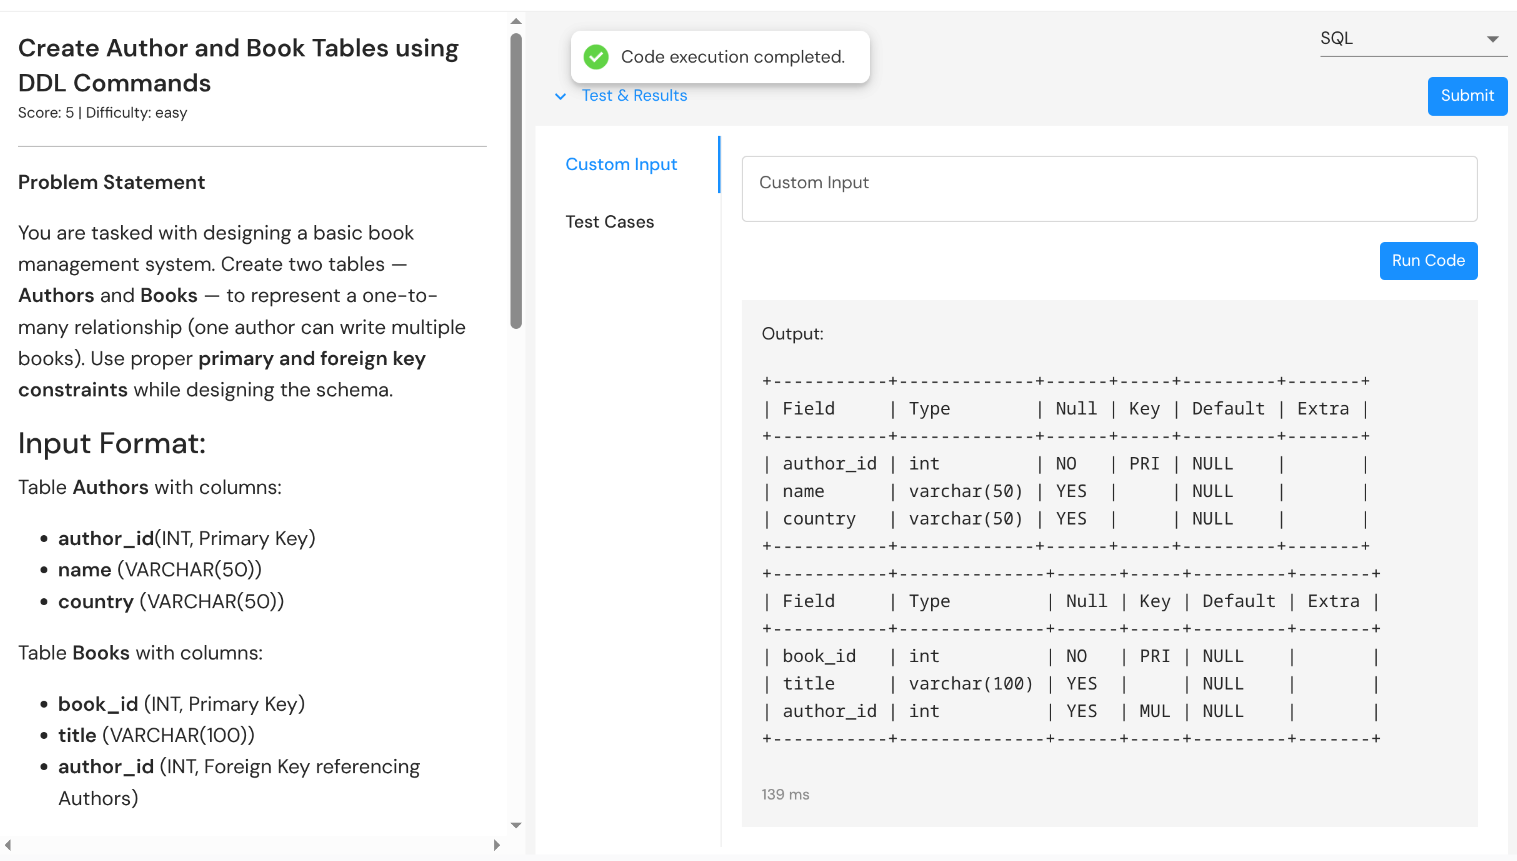 Create Author and Book Tables using
DDL Commands
Score: 5 | Difficulty: easy
Problem Statement
You are tasked with designing a basic book
management system. Create two tables —
Authors and Books — to represent a one-to-
many relationship (one author can write multiple
books). Use proper primary and foreign key
constraints while designing the schema.
Input Format:
Table Authors with columns:
• author_id(INT, Primary Key)
• name (VARCHAR(50))
• country (VARCHAR(50))
Table Books with columns:
• book_id (INT, Primary Key)
• title (VARCHAR(100))
• author_id (INT, Foreign Key referencing
Authors)
Code execution completed.
SQL
Test & Results
Submit
Custom Input
Test Cases
Custom Input
Run Code
Output:
+-----------+-------------+------+-----+---------+-------+
| Field     | Type        | Null | Key | Default | Extra |
+-----------+-------------+------+-----+---------+-------+
| author_id | int         | NO   | PRI | NULL    |       |
| name      | varchar(50) | YES  |     | NULL    |       |
| country   | varchar(50) | YES  |     | NULL    |       |
+-----------+-------------+------+-----+---------+-------+
+-----------+--------------+------+-----+---------+-------+
| Field     | Type         | Null | Key | Default | Extra |
+-----------+--------------+------+-----+---------+-------+
| book_id   | int          | NO   | PRI | NULL    |       |
| title     | varchar(100) | YES  |     | NULL    |       |
| author_id | int          | YES  | MUL | NULL    |       |
+-----------+--------------+------+-----+---------+-------+
139 ms